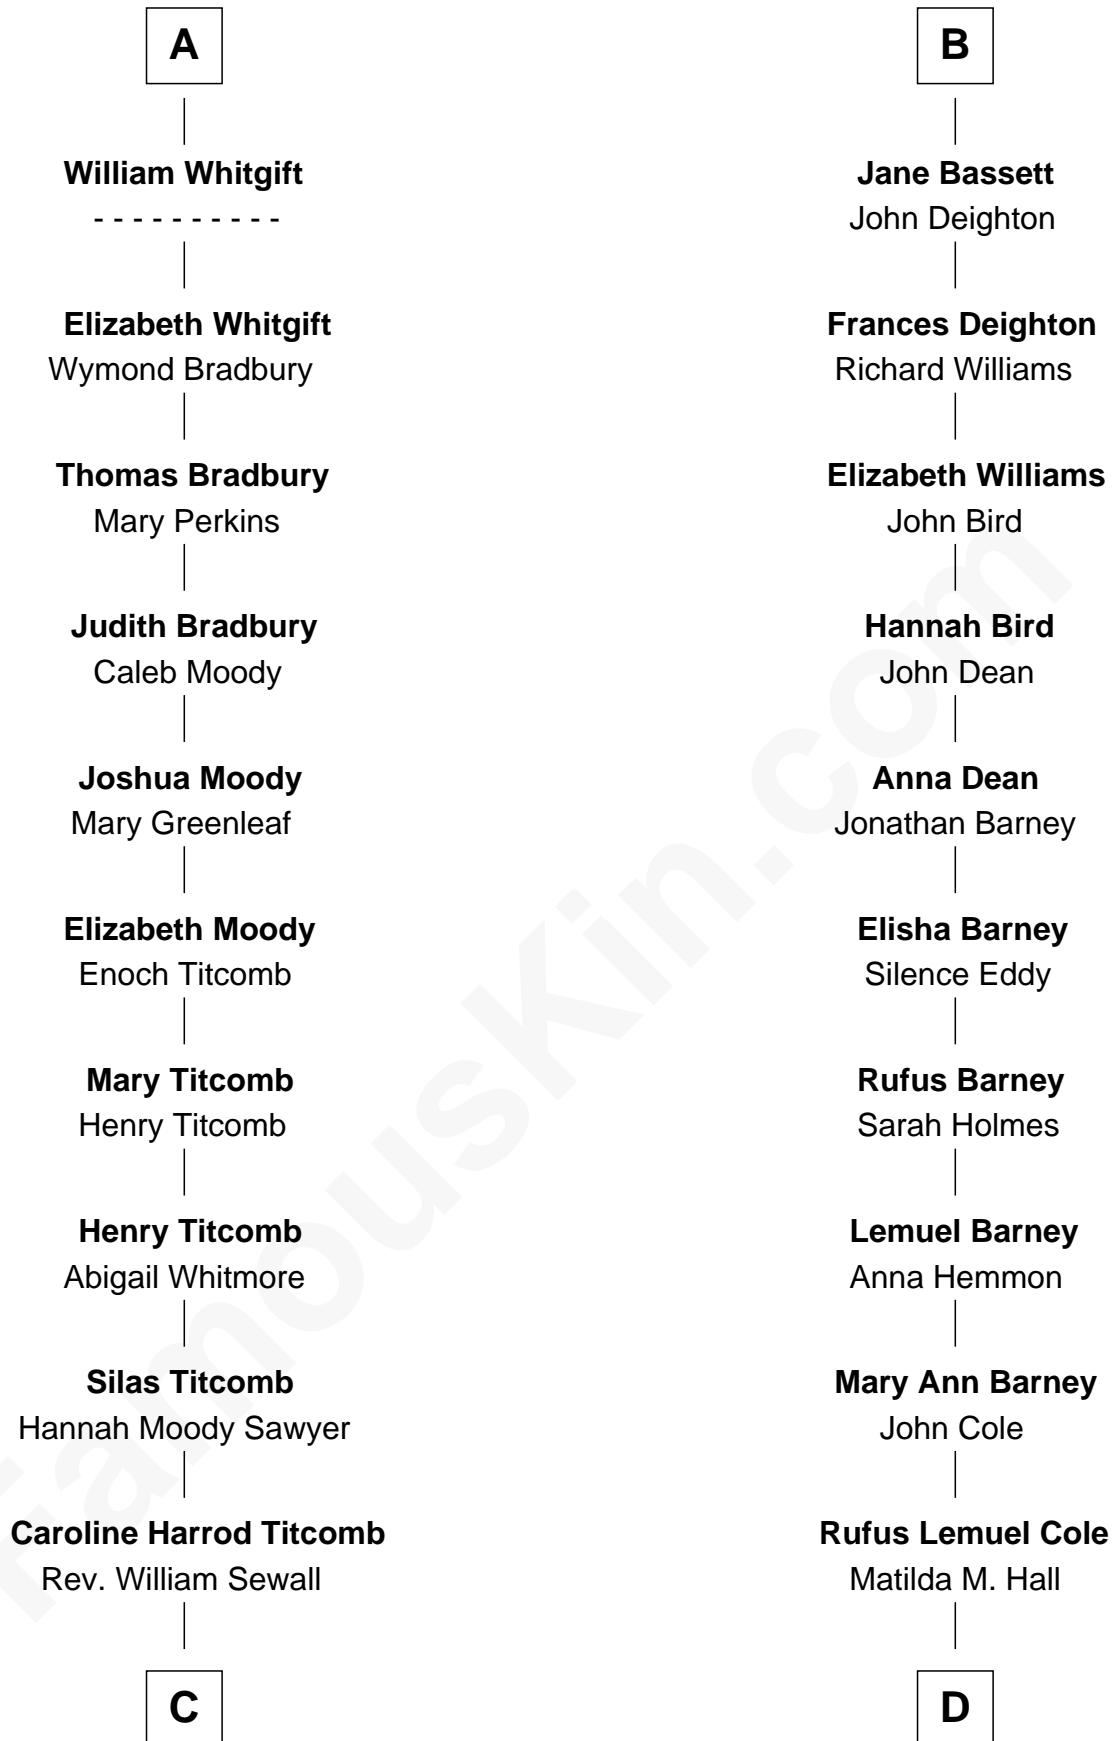 A
William Whitgift
- - - - - - - - - -
Elizabeth Whitgift
Wymond Bradbury
Thomas Bradbury
Mary Perkins
Judith Bradbury
Caleb Moody
Joshua Moody
Mary Greenleaf
Elizabeth Moody
Enoch Titcomb
Mary Titcomb
Henry Titcomb
Henry Titcomb
Abigail Whitmore
Silas Titcomb
Hannah Moody Sawyer
Caroline Harrod Titcomb
Rev. William Sewall
C
B
Jane Bassett
John Deighton
Frances Deighton
Richard Williams
Elizabeth Williams
John Bird
Hannah Bird
John Dean
Anna Dean
Jonathan Barney
Elisha Barney
Silence Eddy
Rufus Barney
Sarah Holmes
Lemuel Barney
Anna Hemmon
Mary Ann Barney
John Cole
Rufus Lemuel Cole
Matilda M. Hall
D
FamousKin.com